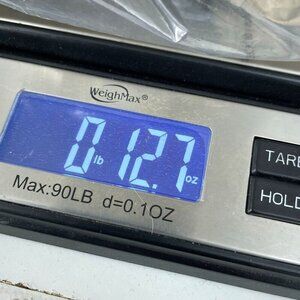 WeighMax®
0 lb 12.7 oz
TARE
HOLD
Max:90LB d=0.1OZ